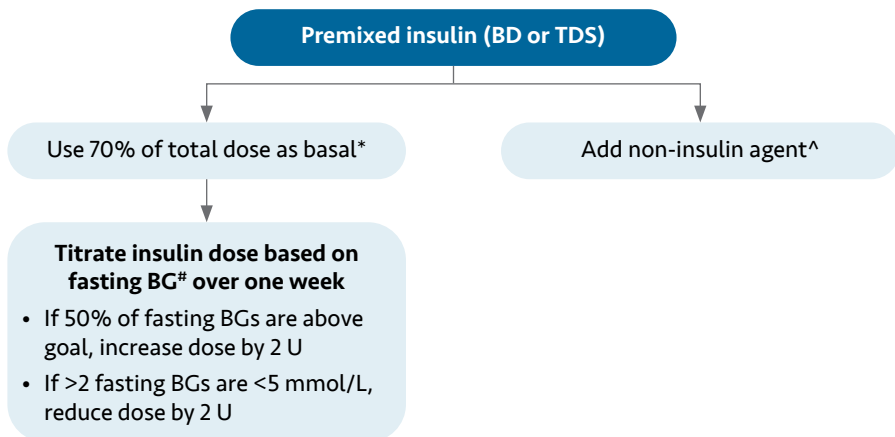 Premixed insulin (BD or TDS)
Use 70% of total dose as basal*
Add non-insulin agent^
Titrate insulin dose based on
fasting BG# over one week
• If 50% of fasting BGs are above
goal, increase dose by 2 U
• If >2 fasting BGs are <5 mmol/L,
reduce dose by 2 U